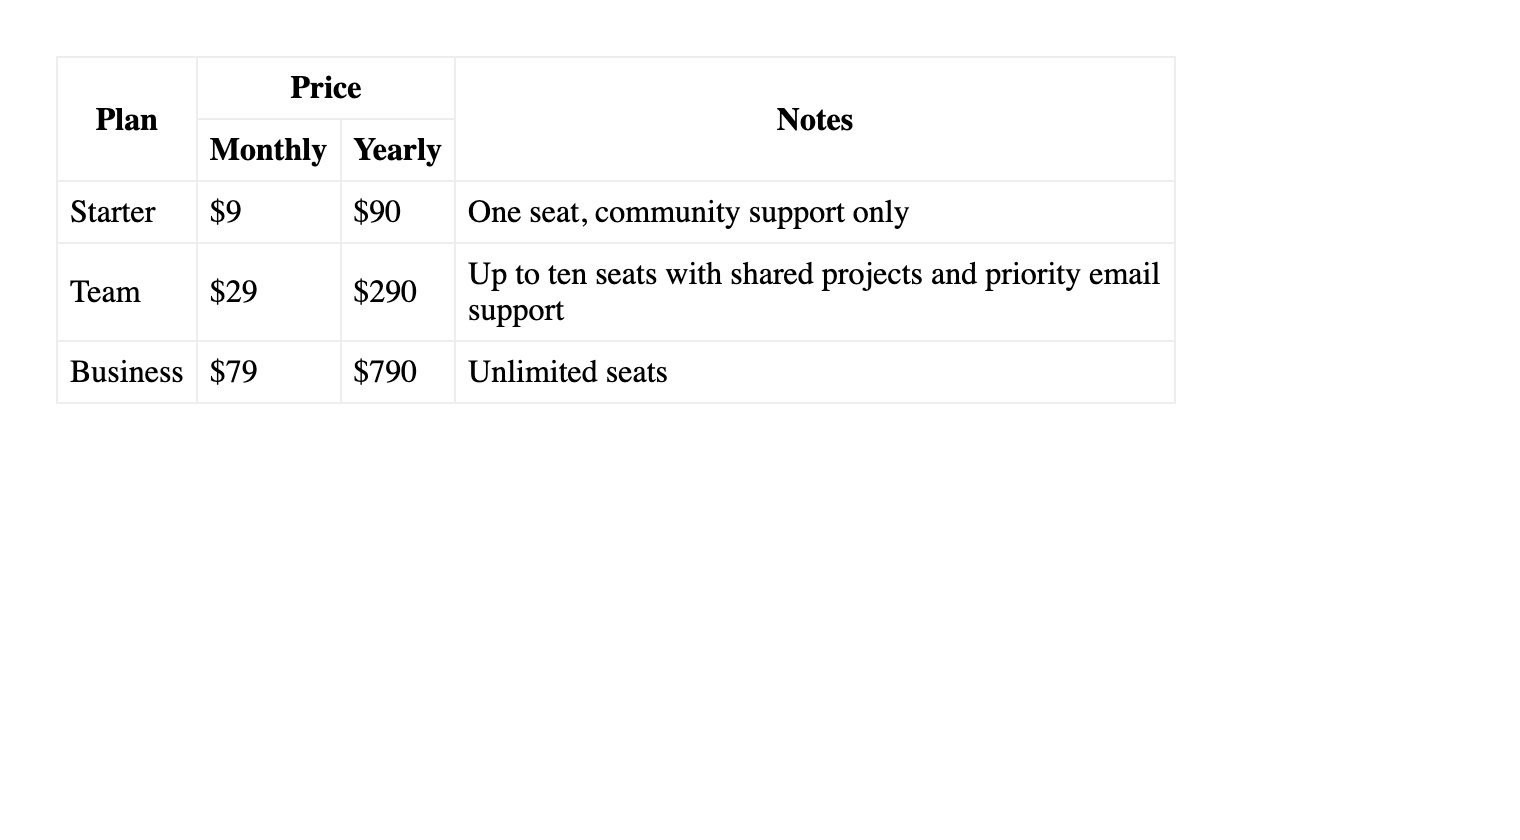 Plan
Price
Notes
Monthly Yearly
Starter $9 $90 One seat, community support only
Team $29 $290 Up to ten seats with shared projects and priority email
support
Business $79 $790 Unlimited seats